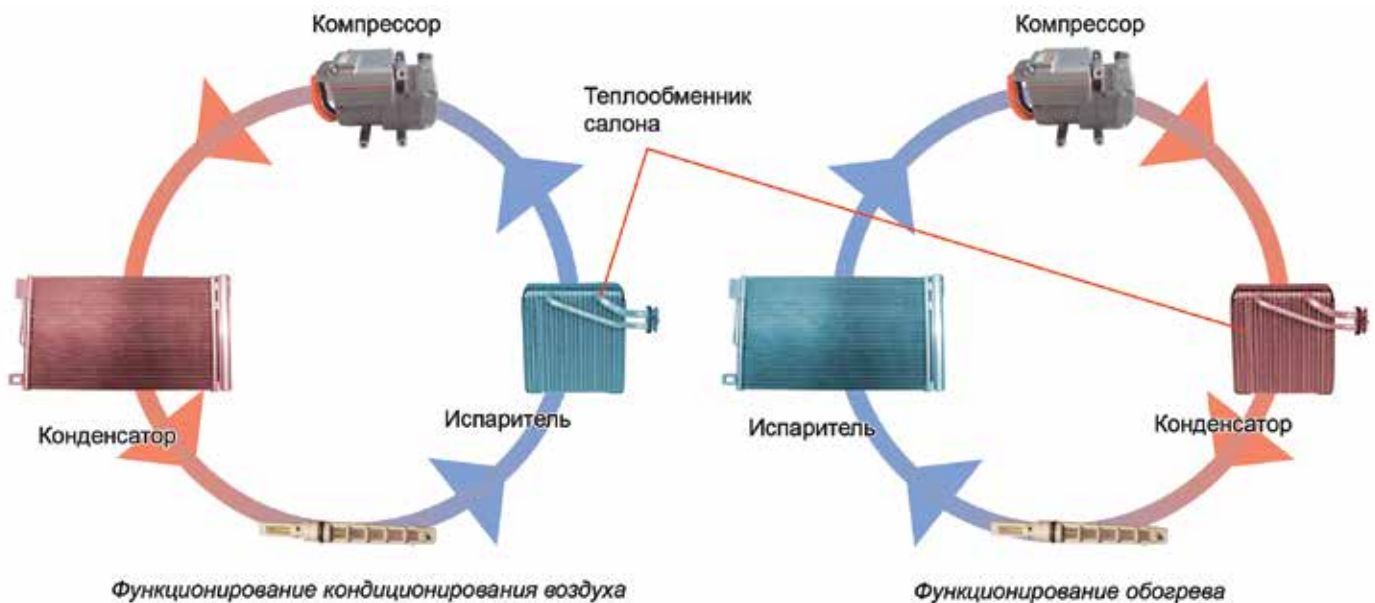 Компрессор
Компрессор
Теплообменник
салона
Конденсатор
Испаритель
Испаритель
Конденсатор
Функционирование кондиционирования воздуха
Функционирование обогрева